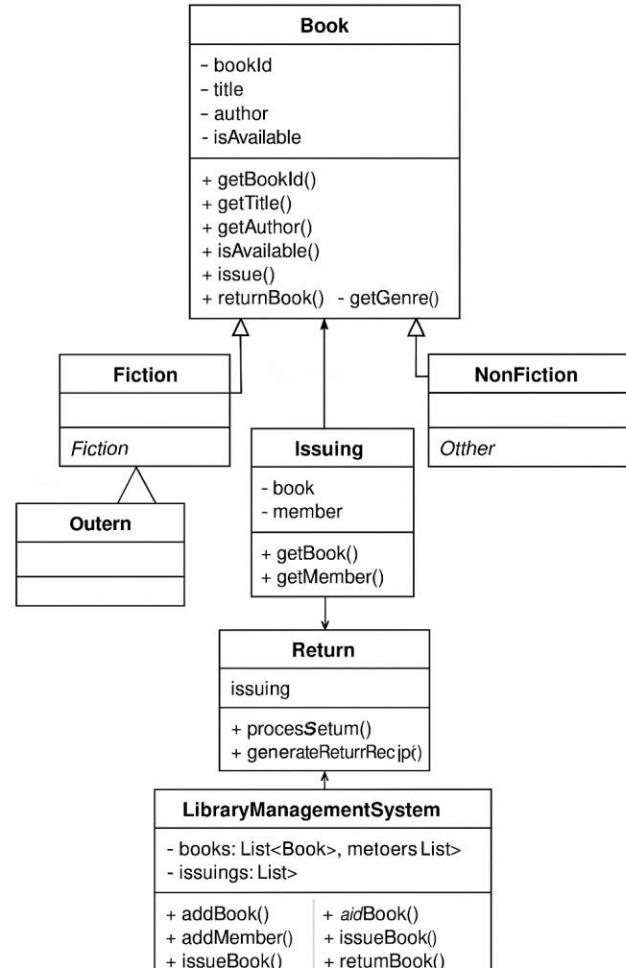 Book
- bookId
- title
- author
- isAvailable
+ getBookId()
+ getTitle()
+ getAuthor()
+ isAvailable()
+ issue()
+ returnBook() - getGenre()
Fiction
Fiction
NonFiction
Otther
Issuing
- book
- member
+ getBook()
+ getMember()
Outern
Return
issuing
+ procesSetum()
+ generateReturrRecjp()
LibraryManagementSystem
- books: List<Book>, metoers List>
- issuings: List>
+ addBook()
+ addMember()
+ issueBook()
+ aidBook()
+ issueBook()
+ retumBook()